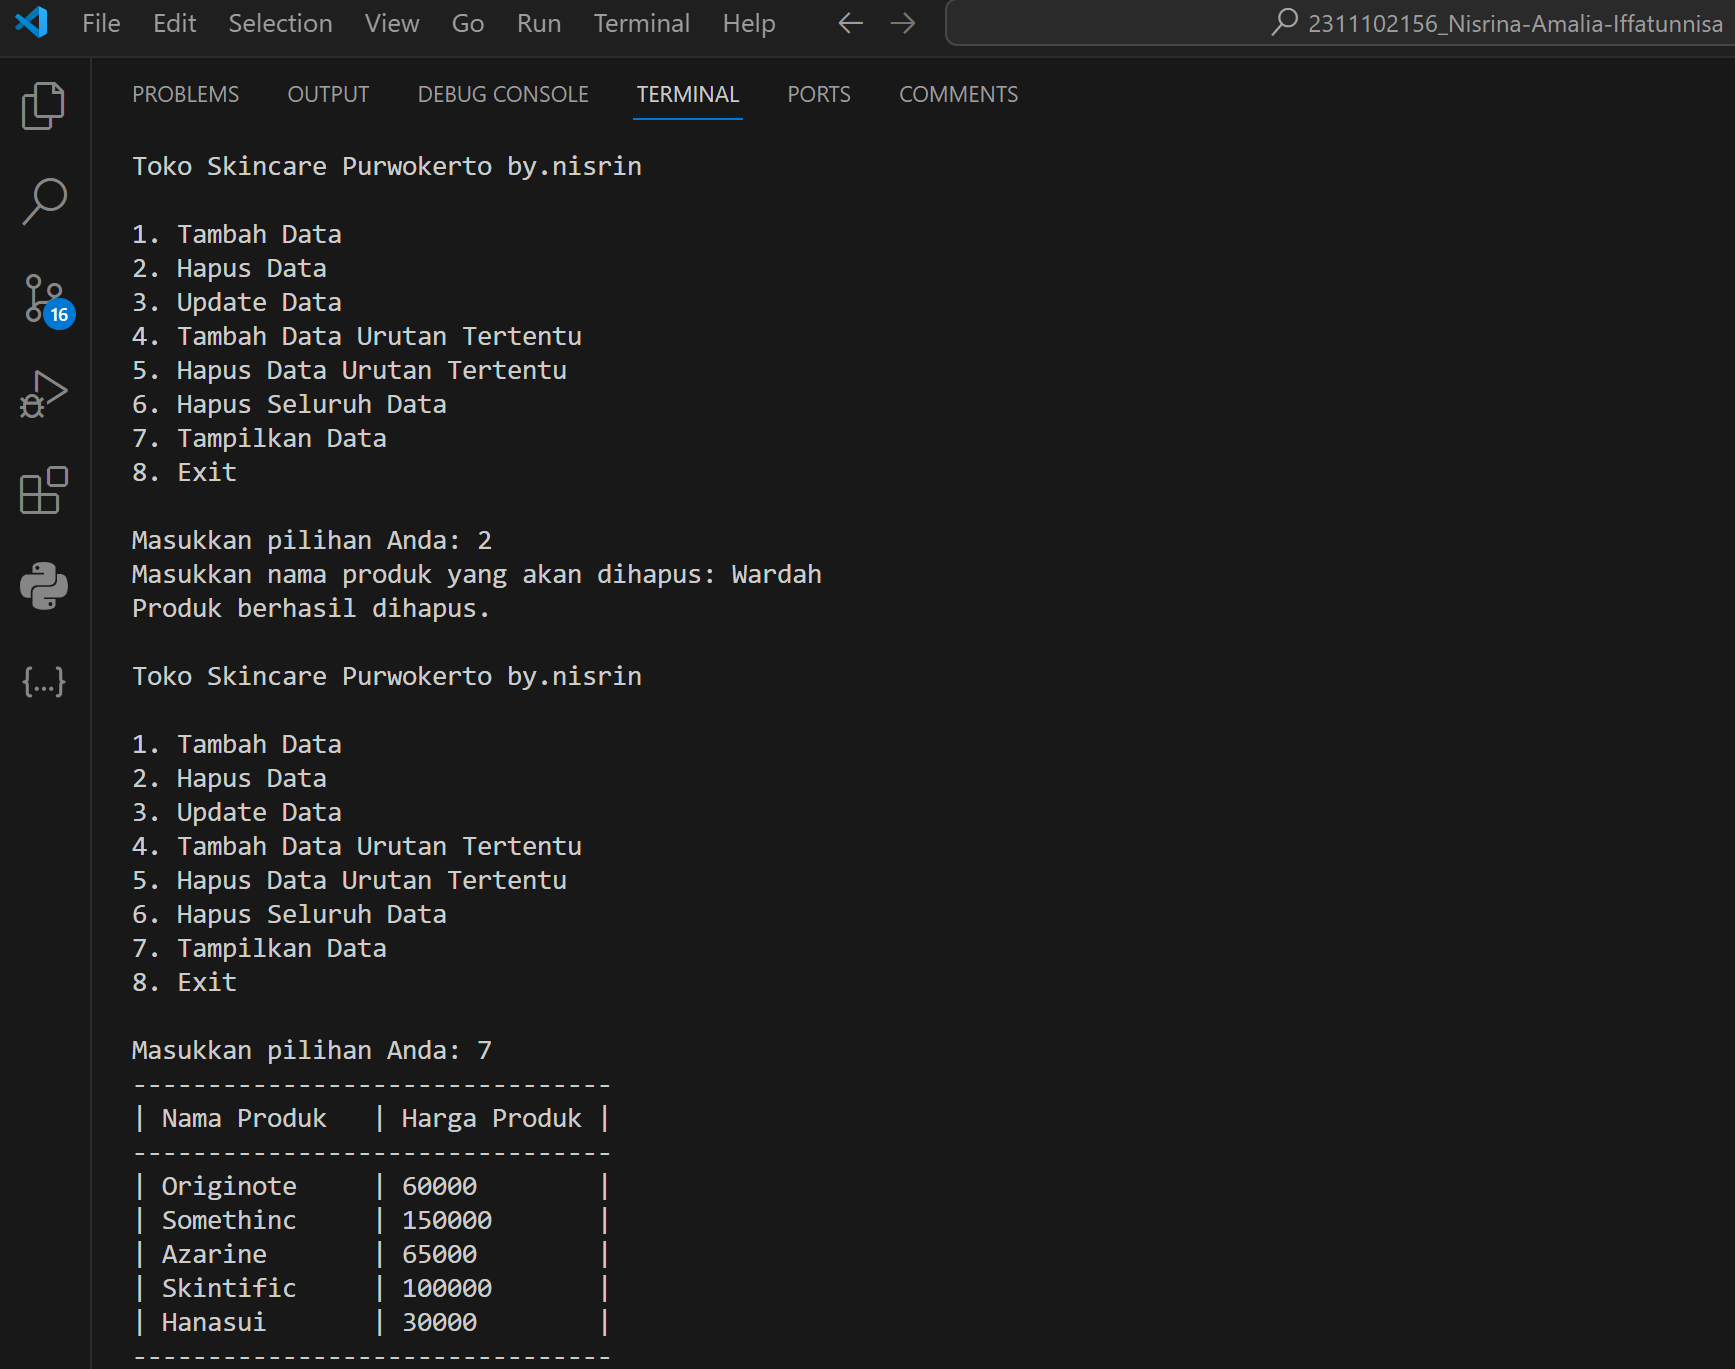 File Edit Selection View Go Run Terminal Help ← → 2311102156_Nisrina-Amalia-Iffatunnisa
PROBLEMS OUTPUT DEBUG CONSOLE TERMINAL PORTS COMMENTS
Toko Skincare Purwokerto by.nisrin
1. Tambah Data
2. Hapus Data
3. Update Data
16
4. Tambah Data Urutan Tertentu
5. Hapus Data Urutan Tertentu
6. Hapus Seluruh Data
7. Tampilkan Data
8. Exit
Masukkan pilihan Anda: 2
Masukkan nama produk yang akan dihapus: Wardah
Produk berhasil dihapus.
Toko Skincare Purwokerto by.nisrin
{...}
1. Tambah Data
2. Hapus Data
3. Update Data
4. Tambah Data Urutan Tertentu
5. Hapus Data Urutan Tertentu
6. Hapus Seluruh Data
7. Tampilkan Data
8. Exit
Masukkan pilihan Anda: 7
--------------------------------
| Nama Produk   | Harga Produk |
--------------------------------
| Originote     | 60000        |
| Somethinc     | 150000       |
| Azarine       | 65000        |
| Skintific     | 100000       |
| Hanasui       | 30000        |
--------------------------------